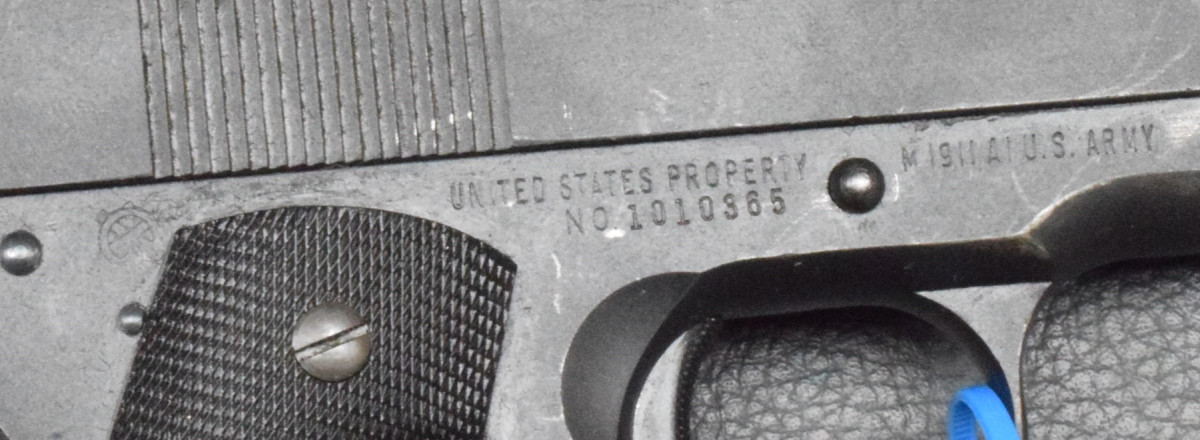 UNITED STATES PROPERTY
NO 1010365
M 1911 A1 U.S. ARMY